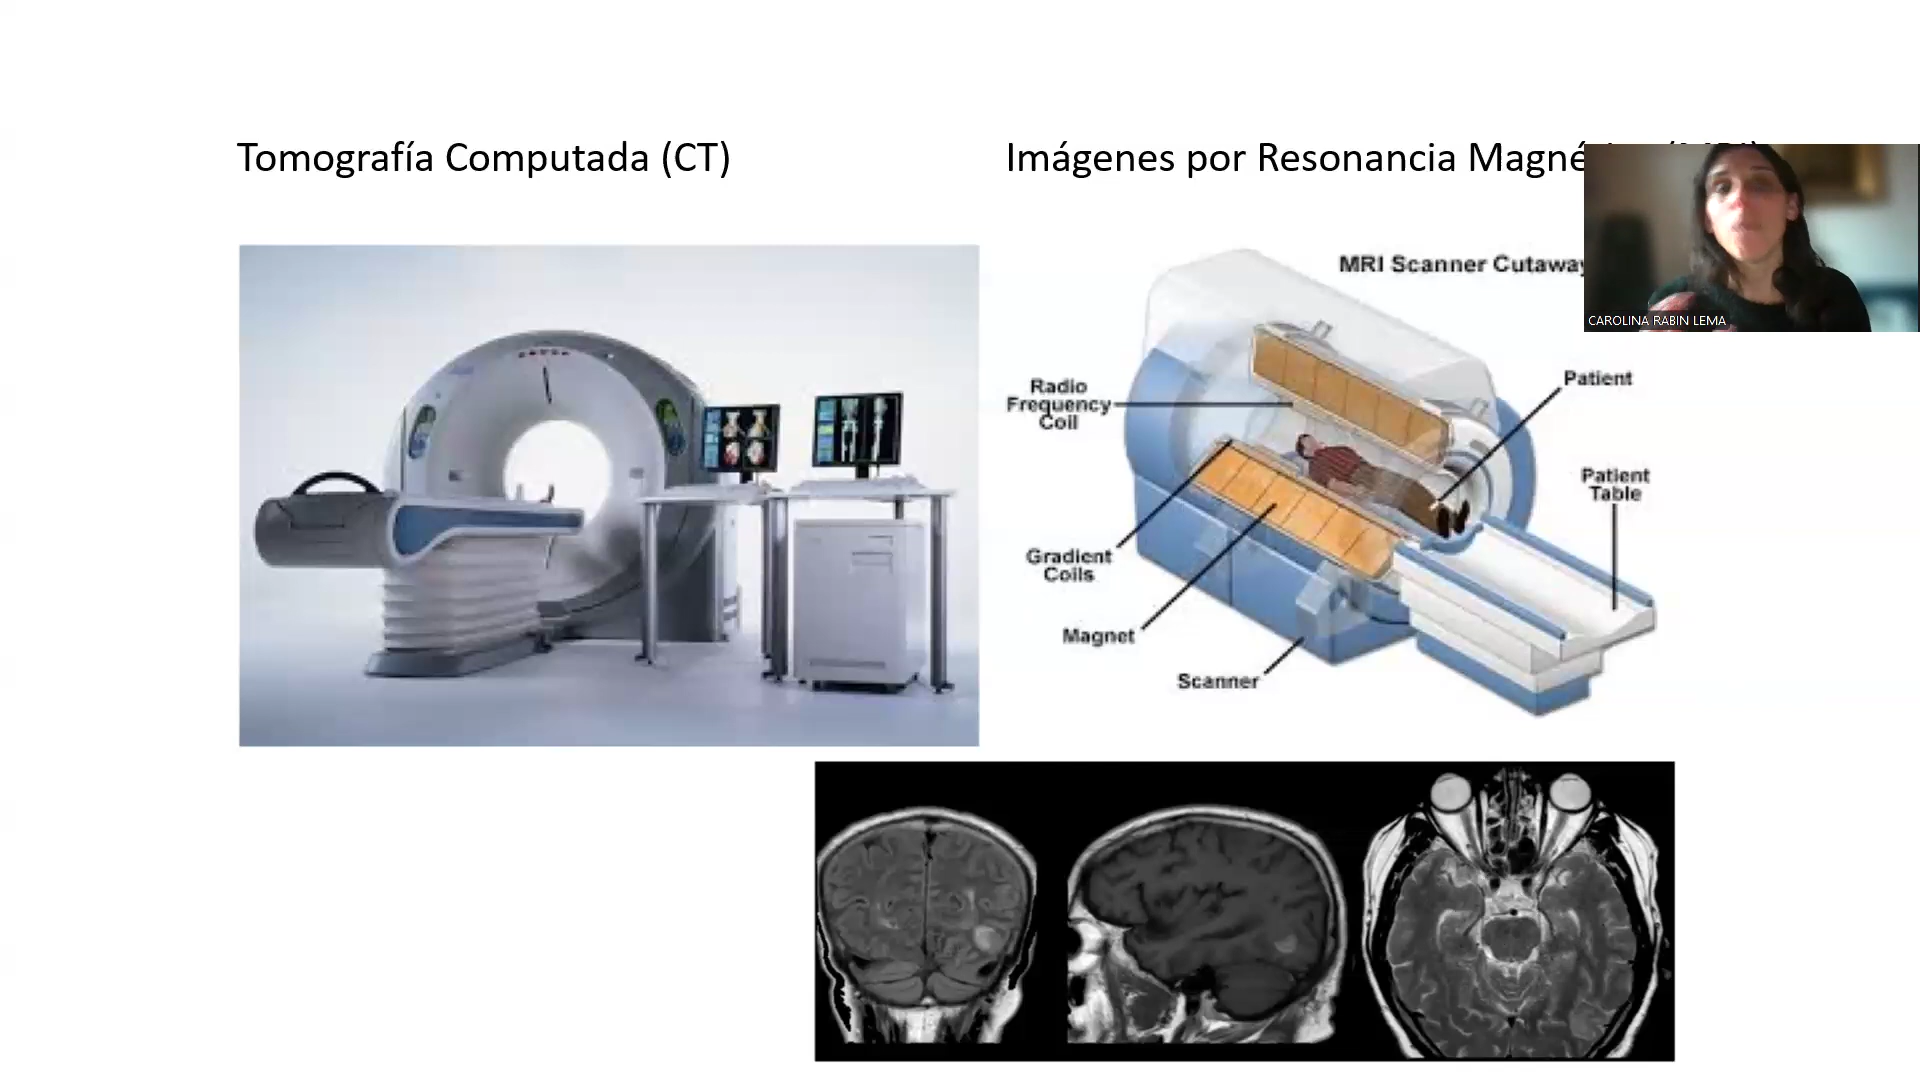 Tomografía Computada (CT)
Imágenes por Resonancia Magné
MRI Scanner Cutaway
CAROLINA RABIN LEMA
Radio
Frequency
Coil
Patient
Patient
Table
Gradient
Coils
Magnet
Scanner